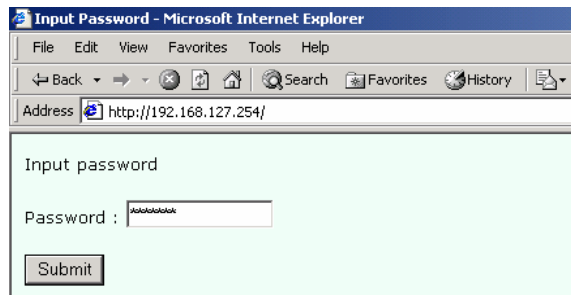 Input Password - Microsoft Internet Explorer
File Edit View Favorites Tools Help
Back Search Favorites History
Address http://192.168.127.254/
Input password
Password : ********
Submit